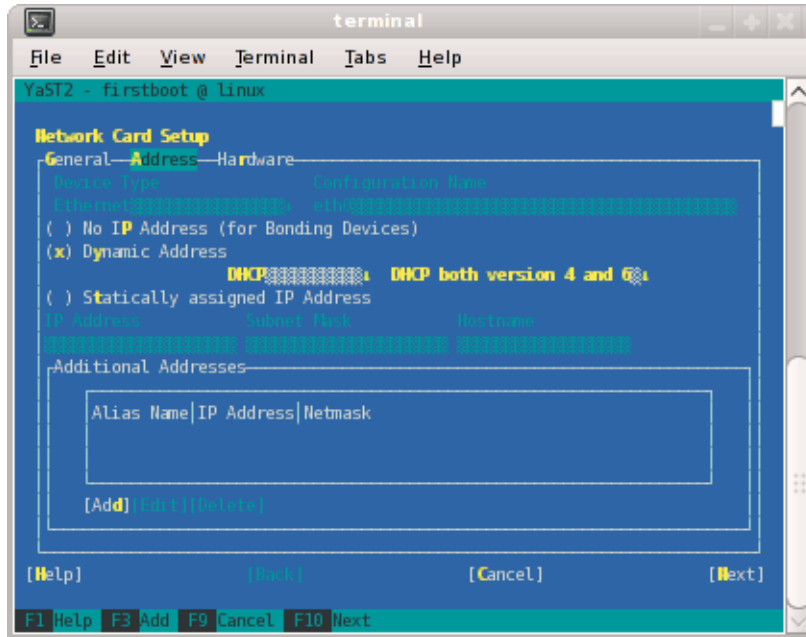 terminal
File Edit View Terminal Tabs Help
YaST2 - firstboot @ linux
Network Card Setup
General Address Hardware
Device Type Configuration Name
Ethernet eth0
( ) No IP Address (for Bonding Devices)
(x) Dynamic Address
DHCP DHCP both version 4 and 6
( ) Statically assigned IP Address
IP Address Subnet Mask Hostname
Additional Addresses
Alias Name|IP Address|Netmask
[Add][Edit][Delete]
[Help] [Back] [Cancel] [Next]
F1 Help F3 Add F9 Cancel F10 Next